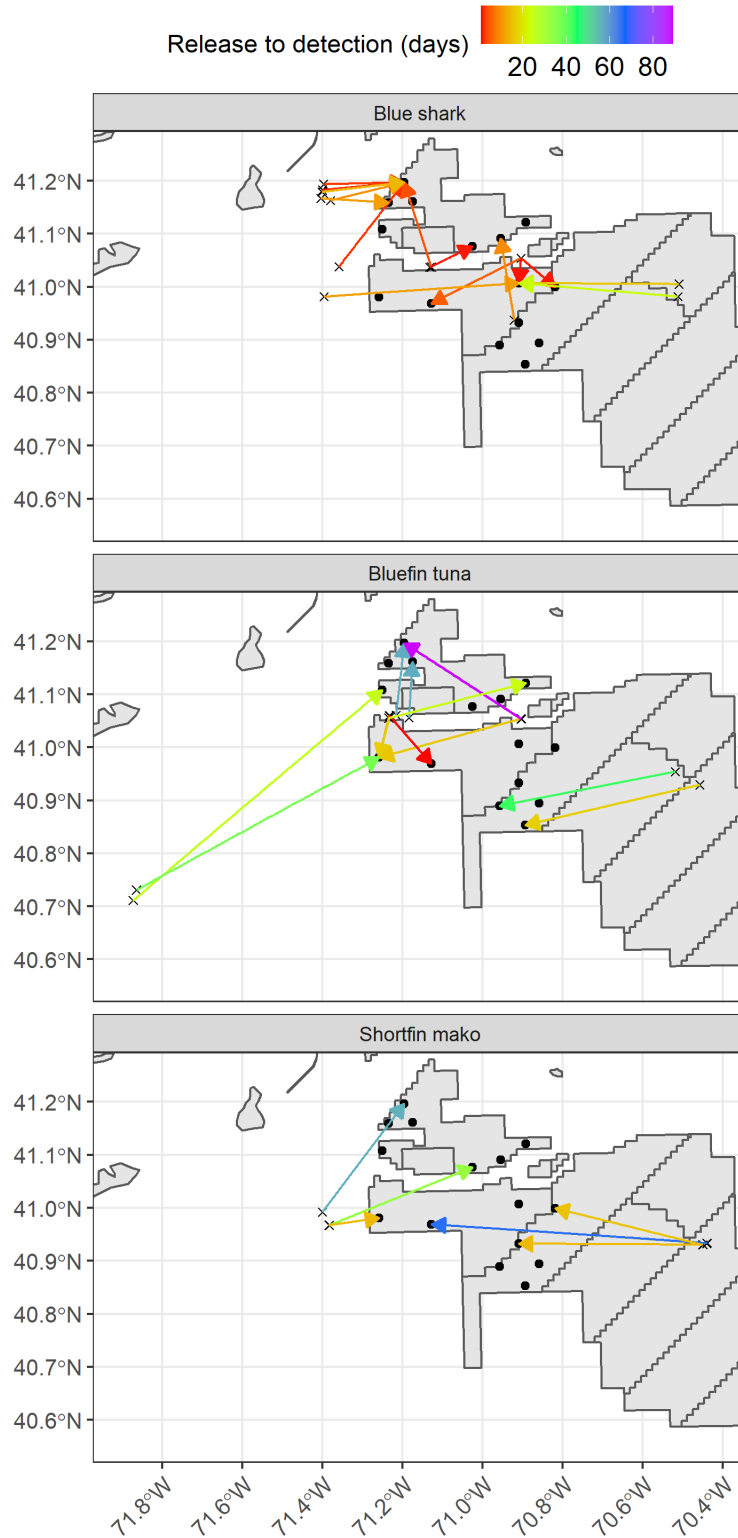 Release to detection (days)
20 40 60 80
Blue shark
41.2°N
41.1°N
41.0°N
40.9°N
40.8°N
40.7°N
40.6°N
Bluefin tuna
41.2°N
41.1°N
41.0°N
40.9°N
40.8°N
40.7°N
40.6°N
Shortfin mako
41.2°N
41.1°N
41.0°N
40.9°N
40.8°N
40.7°N
40.6°N
71.8°W 71.6°W 71.4°W 71.2°W 71.0°W 70.8°W 70.6°W 70.4°W